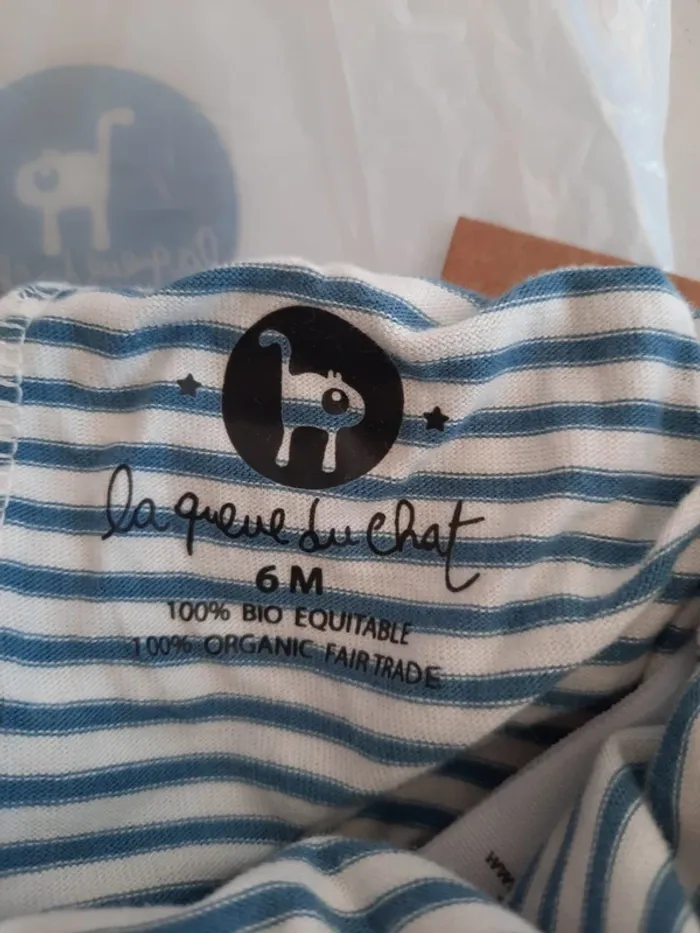 la queue du chat
6 M
100% BIO EQUITABLE
100% ORGANIC FAIR TRADE